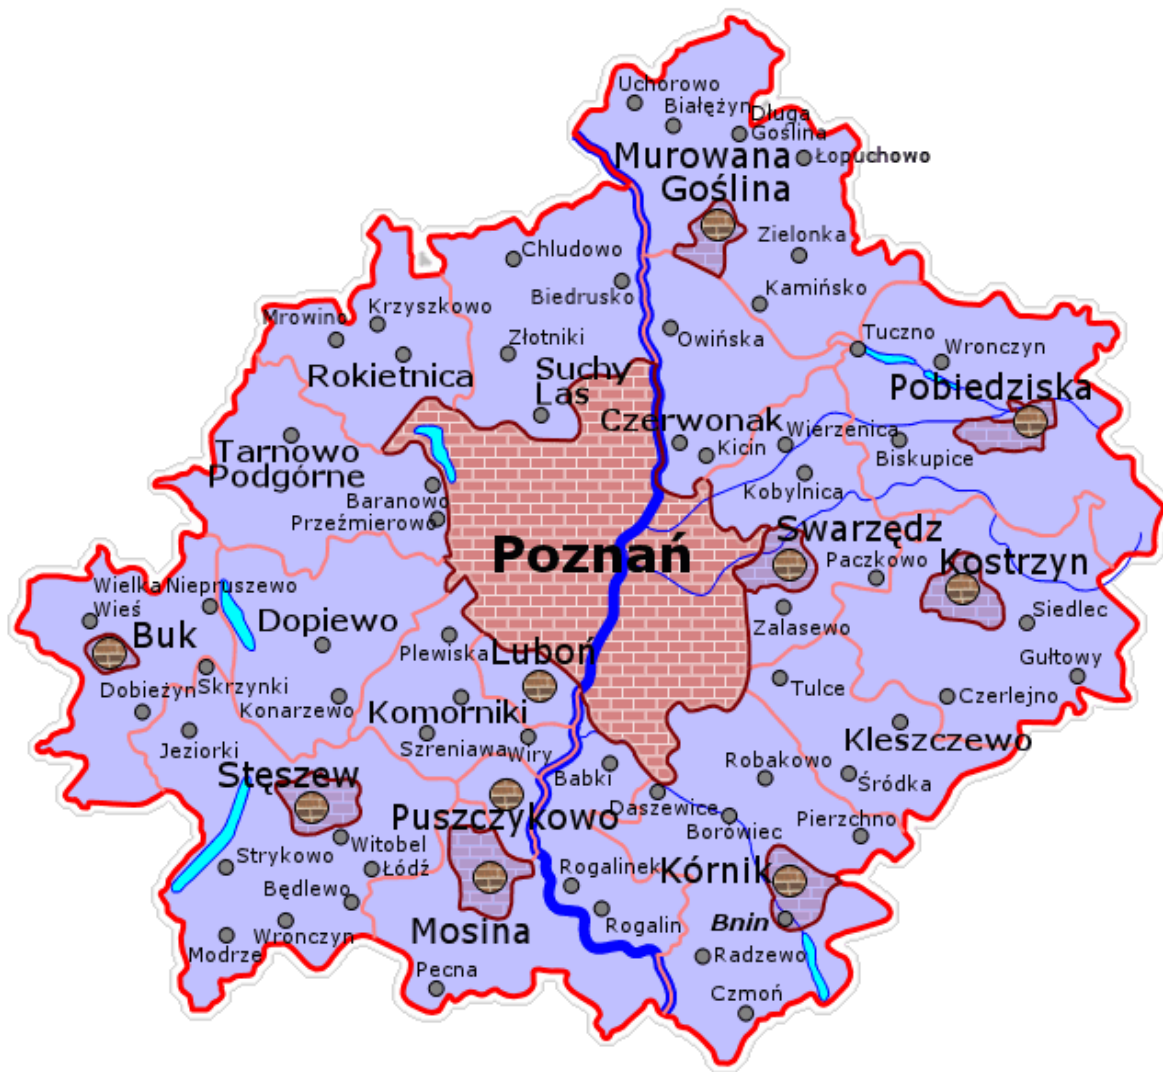 Uchorowo
Białężyn
Długa
Goślina
Murowana
Goślina
Łopuchowo
Zielonka
Chludowo
Biedrusko
Kamińsko
Krzyszkowo
Mrowino
Złotniki
Owińska
Tuczno
Wronczyn
Rokietnica
Suchy
Las
Pobiedziska
Czerwonak
Kicin
Wierzenica
Biskupice
Tarnowo
Podgórne
Baranowo
Przeźmierowo
Kobylnica
Poznań
Swarzędz
Paczkowo
Kostrzyn
Wielka
Wieś
Niepruszewo
Buk
Dopiewo
Plewiska
Luboń
Zalasewo
Siedlec
Gułtowy
Dobieżyn
Skrzynki
Konarzewo
Komorniki
Tulce
Czerlejno
Jeziorki
Szreniawa
Wiry
Kleszczewo
Stęszew
Babki
Robakowo
Śródka
Puszczykowo
Daszewice
Borówiec
Pierzchno
Witobel
Strykowo
Łódź
Będlewo
Rogalinek
Kórnik
Mosina
Rogalin
Bnin
Modrze
Wronczyn
Radzewo
Pecna
Czmoń